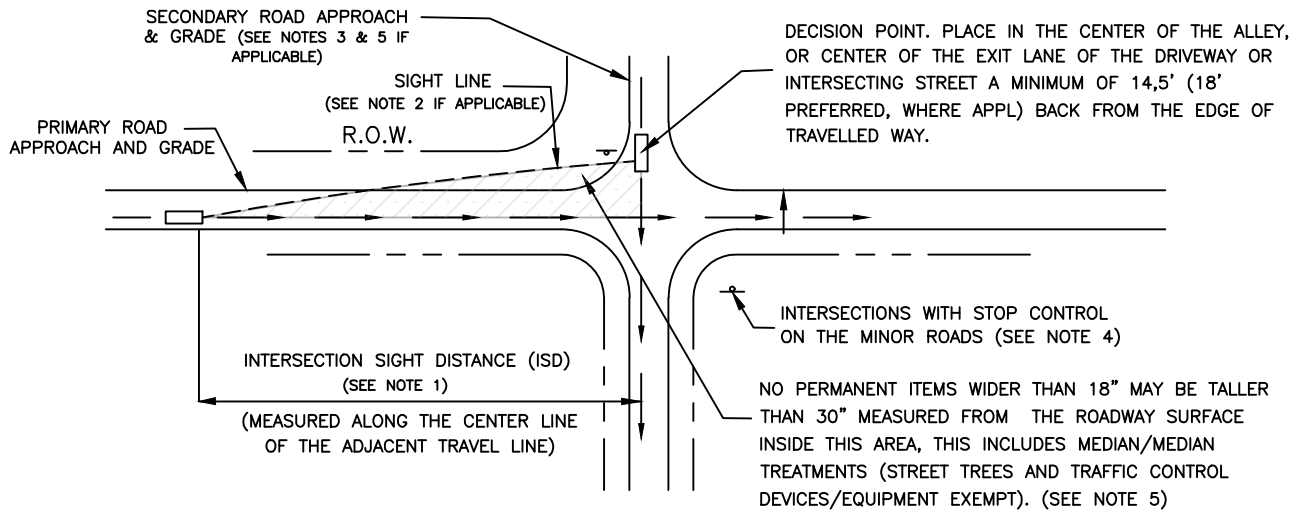 SECONDARY ROAD APPROACH
& GRADE (SEE NOTES 3 & 5 IF
APPLICABLE)
SIGHT LINE
(SEE NOTE 2 IF APPLICABLE)
R.O.W.
PRIMARY ROAD
APPROACH AND GRADE
DECISION POINT. PLACE IN THE CENTER OF THE ALLEY,
OR CENTER OF THE EXIT LANE OF THE DRIVEWAY OR
INTERSECTING STREET A MINIMUM OF 14,5' (18'
PREFERRED, WHERE APPL) BACK FROM THE EDGE OF
TRAVELLED WAY.
INTERSECTIONS WITH STOP CONTROL
ON THE MINOR ROADS (SEE NOTE 4)
INTERSECTION SIGHT DISTANCE (ISD)
(SEE NOTE 1)
(MEASURED ALONG THE CENTER LINE
OF THE ADJACENT TRAVEL LINE)
NO PERMANENT ITEMS WIDER THAN 18" MAY BE TALLER
THAN 30" MEASURED FROM THE ROADWAY SURFACE
INSIDE THIS AREA, THIS INCLUDES MEDIAN/MEDIAN
TREATMENTS (STREET TREES AND TRAFFIC CONTROL
DEVICES/EQUIPMENT EXEMPT). (SEE NOTE 5)